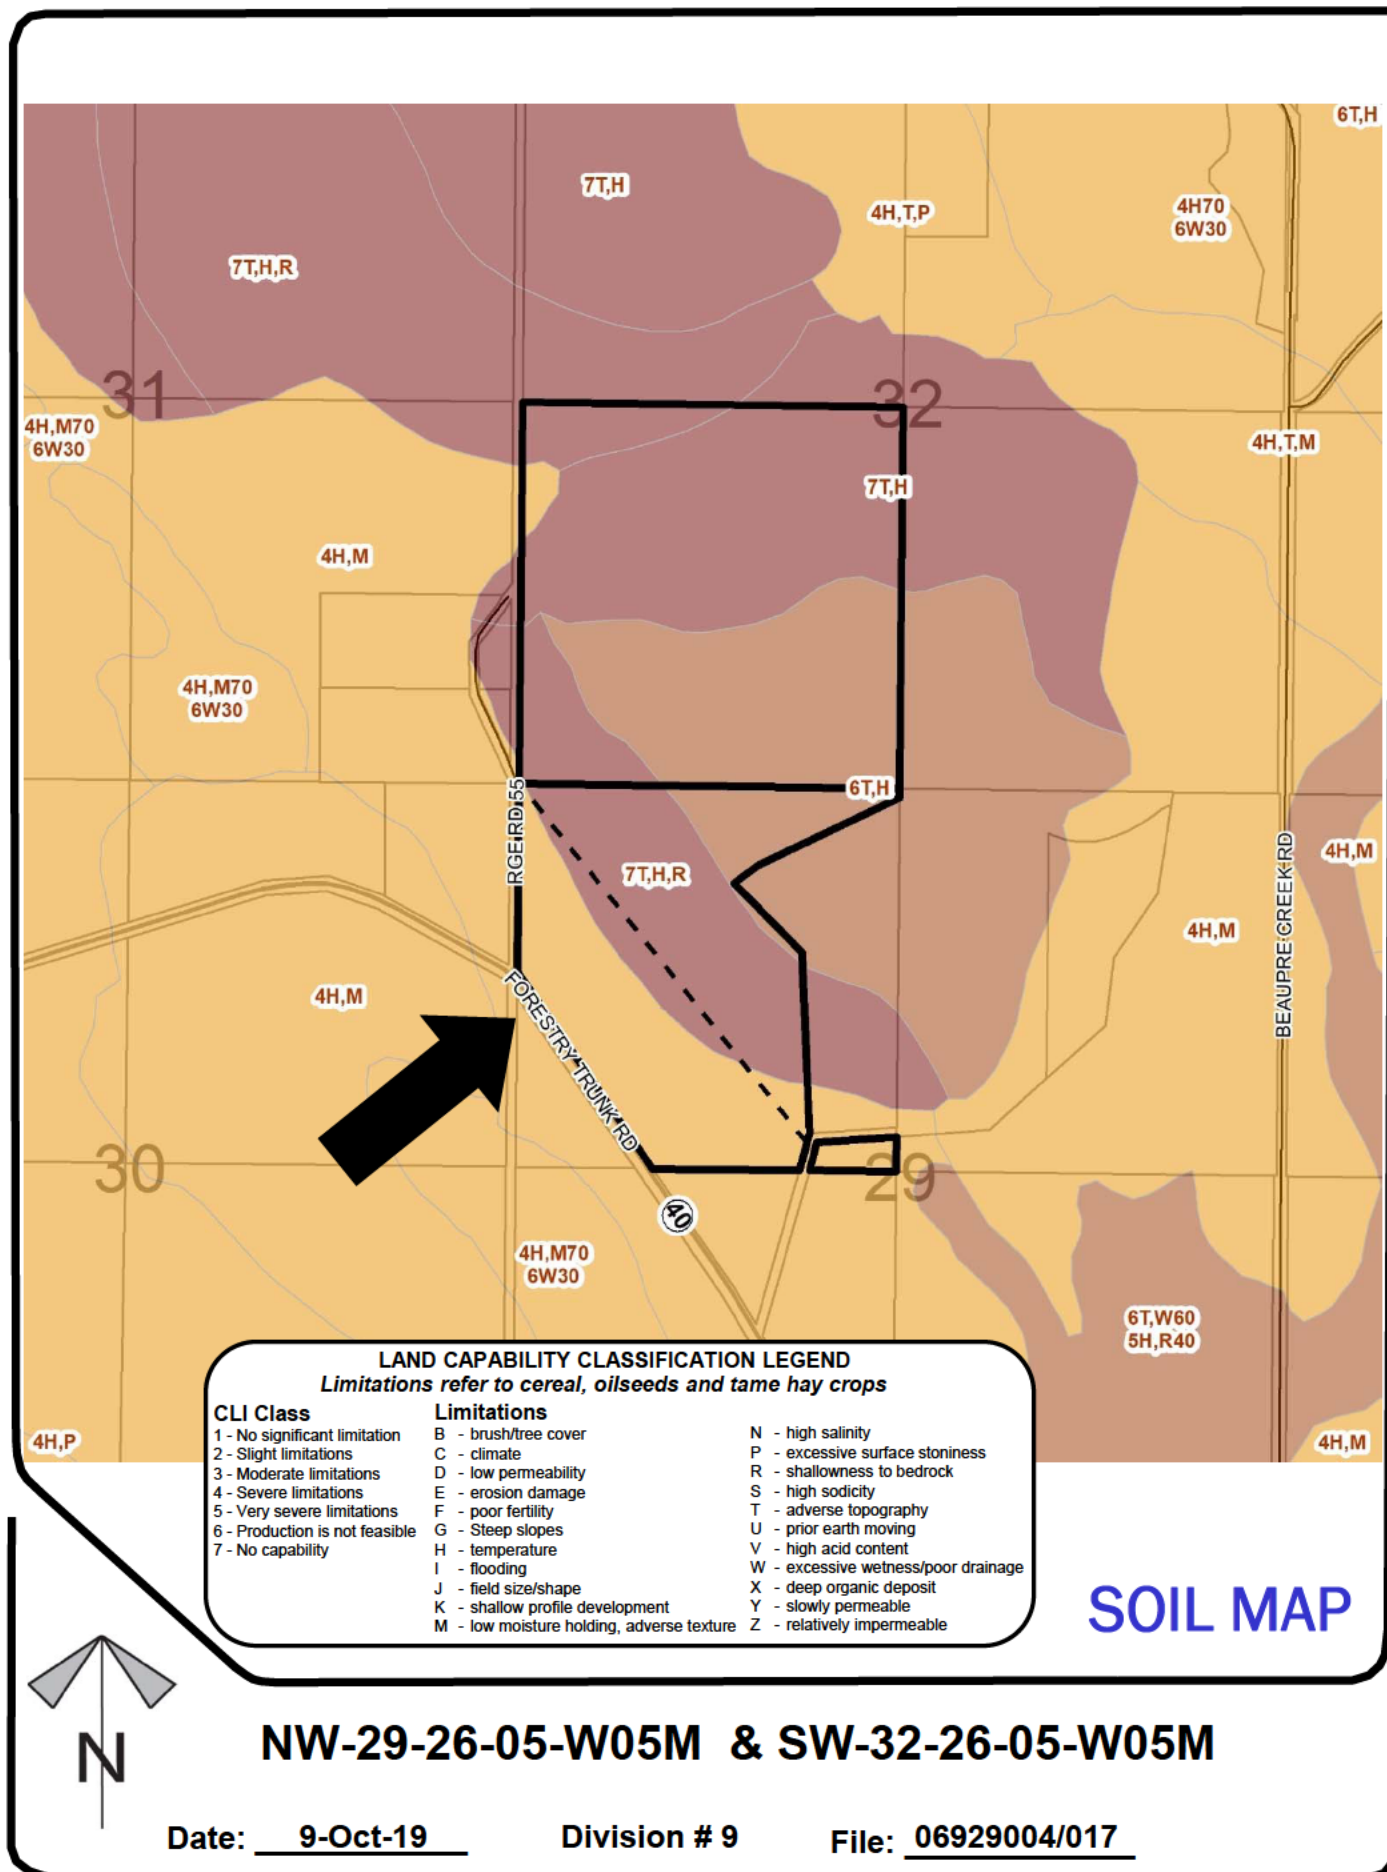 6T,H
7T,H
4H,T,P
4H70
6W30
7T,H,R
31
32
4H,M70
6W30
4H,T,M
7T,H
4H,M
4H,M70
6W30
6T,H
RGE RD 55
7T,H,R
4H,M
BEAUPRE CREEK RD
4H,M
4H,M
FORESTRY TRUNK RD
30
29
40
4H,M70
6W30
6T,W60
5H,R40
4H,P
4H,M
LAND CAPABILITY CLASSIFICATION LEGEND
Limitations refer to cereal, oilseeds and tame hay crops
CLI Class
1 - No significant limitation
2 - Slight limitations
3 - Moderate limitations
4 - Severe limitations
5 - Very severe limitations
6 - Production is not feasible
7 - No capability
Limitations
B - brush/tree cover
C - climate
D - low permeability
E - erosion damage
F - poor fertility
G - Steep slopes
H - temperature
I - flooding
J - field size/shape
K - shallow profile development
M - low moisture holding, adverse texture
N - high salinity
P - excessive surface stoniness
R - shallowness to bedrock
S - high sodicity
T - adverse topography
U - prior earth moving
V - high acid content
W - excessive wetness/poor drainage
X - deep organic deposit
Y - slowly permeable
Z - relatively impermeable
SOIL MAP
N
NW-29-26-05-W05M & SW-32-26-05-W05M
Date: 9-Oct-19 Division # 9 File: 06929004/017